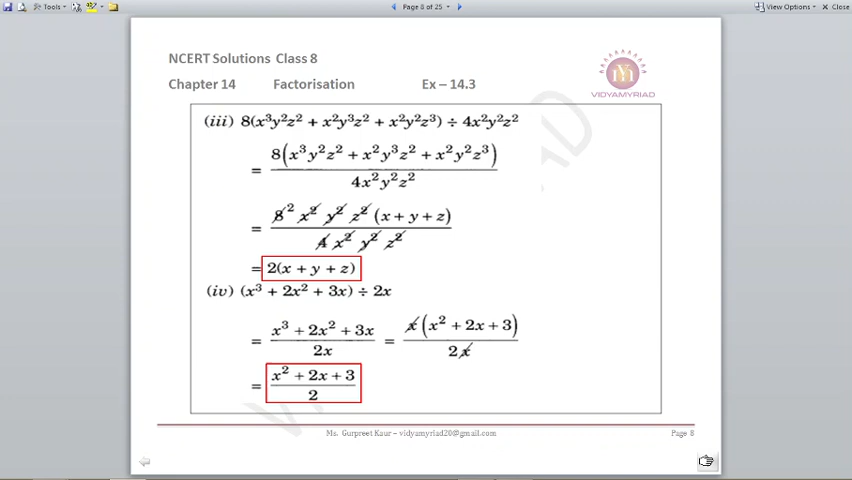 Tools
Page 8 of 25
View Options
Close
NCERT Solutions Class 8
Chapter 14 Factorisation Ex – 14.3
VIDYAMYRIAD
(iii) 8(x³y²z² + x²y³z² + x²y²z³) ÷ 4x²y²z²
= 8(x³y²z² + x²y³z² + x²y²z³) / 4x²y²z²
= 8² x² y² z² (x + y + z) / 4 x² y² z²
= 2(x + y + z)
(iv) (x³ + 2x² + 3x) ÷ 2x
= x³ + 2x² + 3x / 2x = x(x² + 2x + 3) / 2x
= x² + 2x + 3 / 2
Ms. Gurpreet Kaur – vidyamyriad20@gmail.com
Page 8